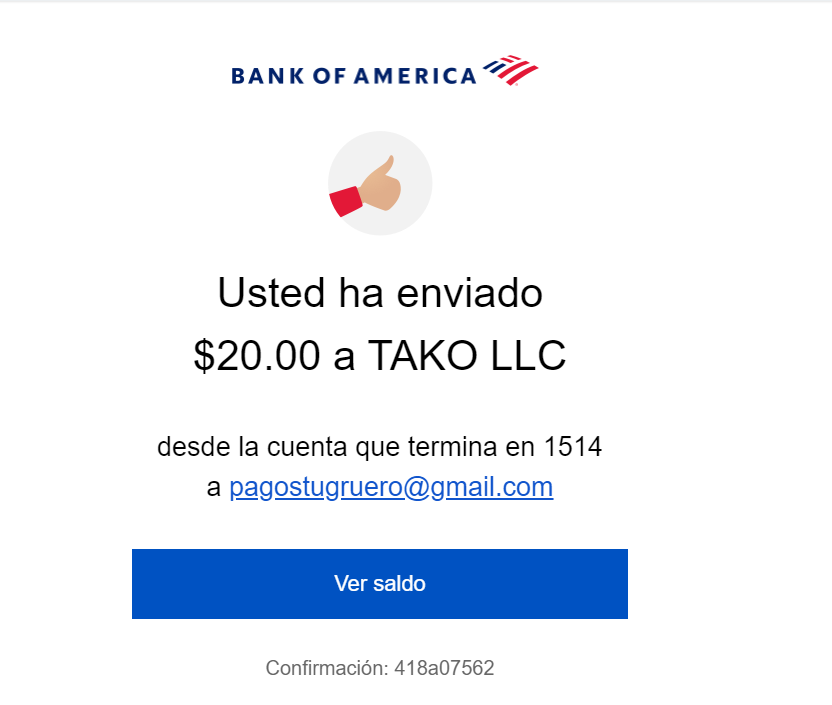 BANK OF AMERICA
Usted ha enviado
$20.00 a TAKO LLC
desde la cuenta que termina en 1514
a pagostugruero@gmail.com
Ver saldo
Confirmación: 418a07562